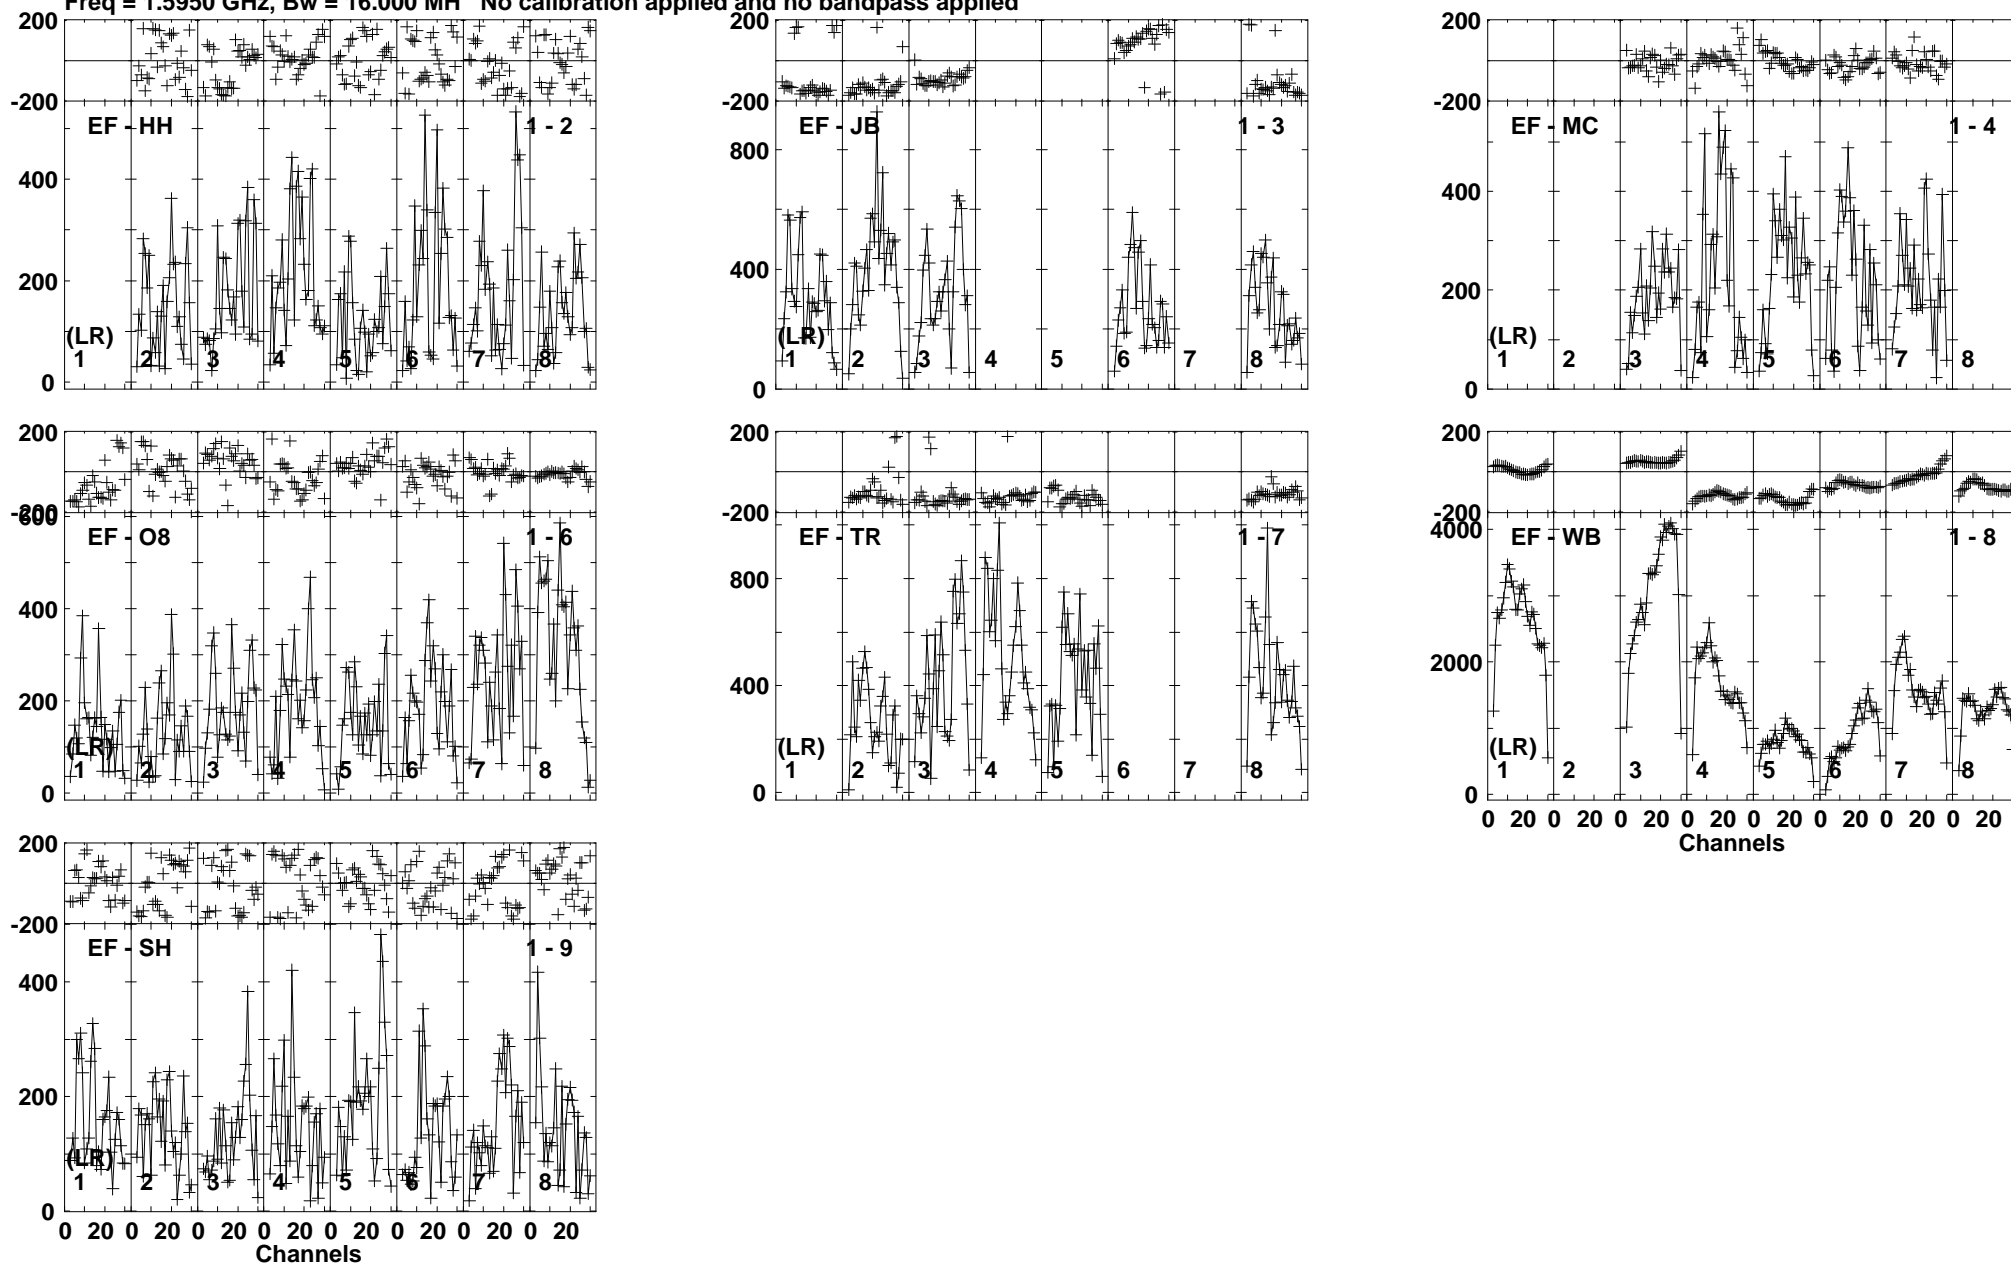 Freq = 1.5950 GHz, Bw = 16.000 MH No calibration applied and no bandpass applied
200
-200
EF - HH 1 - 2
400
200
0
(LR)
1 2 3 4 5 6 7 8
200
-200
EF - JB 1 - 3
800
400
0
(LR)
1 2 3 4 5 6 7 8
200
-200
EF - MC 1 - 4
400
200
0
(LR)
1 2 3 4 5 6 7 8
200
-200
600
EF - O8 1 - 6
400
200
0
(LR)
1 2 3 4 5 6 7 8
200
-200
EF - TR 1 - 7
800
400
0
(LR)
1 2 3 4 5 6 7 8
200
-200
4000
EF - WB 1 - 8
2000
0
(LR)
1 2 3 4 5 6 7 8
0 20 0 20 0 20 0 20 0 20 0 20 0 20 0 20
Channels
200
-200
EF - SH 1 - 9
400
200
0
(LR)
1 2 3 4 5 6 7 8
0 20 0 20 0 20 0 20 0 20 0 20 0 20 0 20
Channels